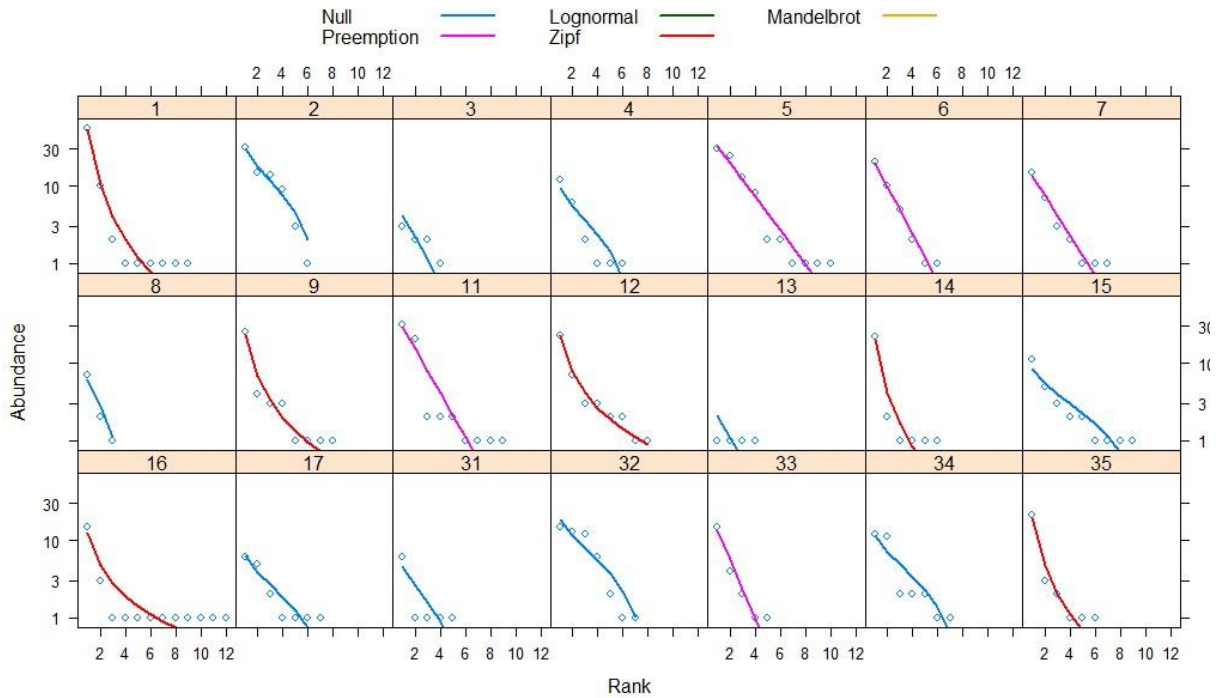 Null Lognormal Mandelbrot
Preemption Zipf
2 4 6 8 10 12 2 4 6 8 10 12 2 4 6 8 10 12
1 2 3 4 5 6 7
30
10
3
1
8 9 11 12 13 14 15
30
10
3
1
Abundance
16 17 31 32 33 34 35
30
10
3
1
2 4 6 8 10 12 2 4 6 8 10 12 2 4 6 8 10 12 2 4 6 8 10 12
Rank